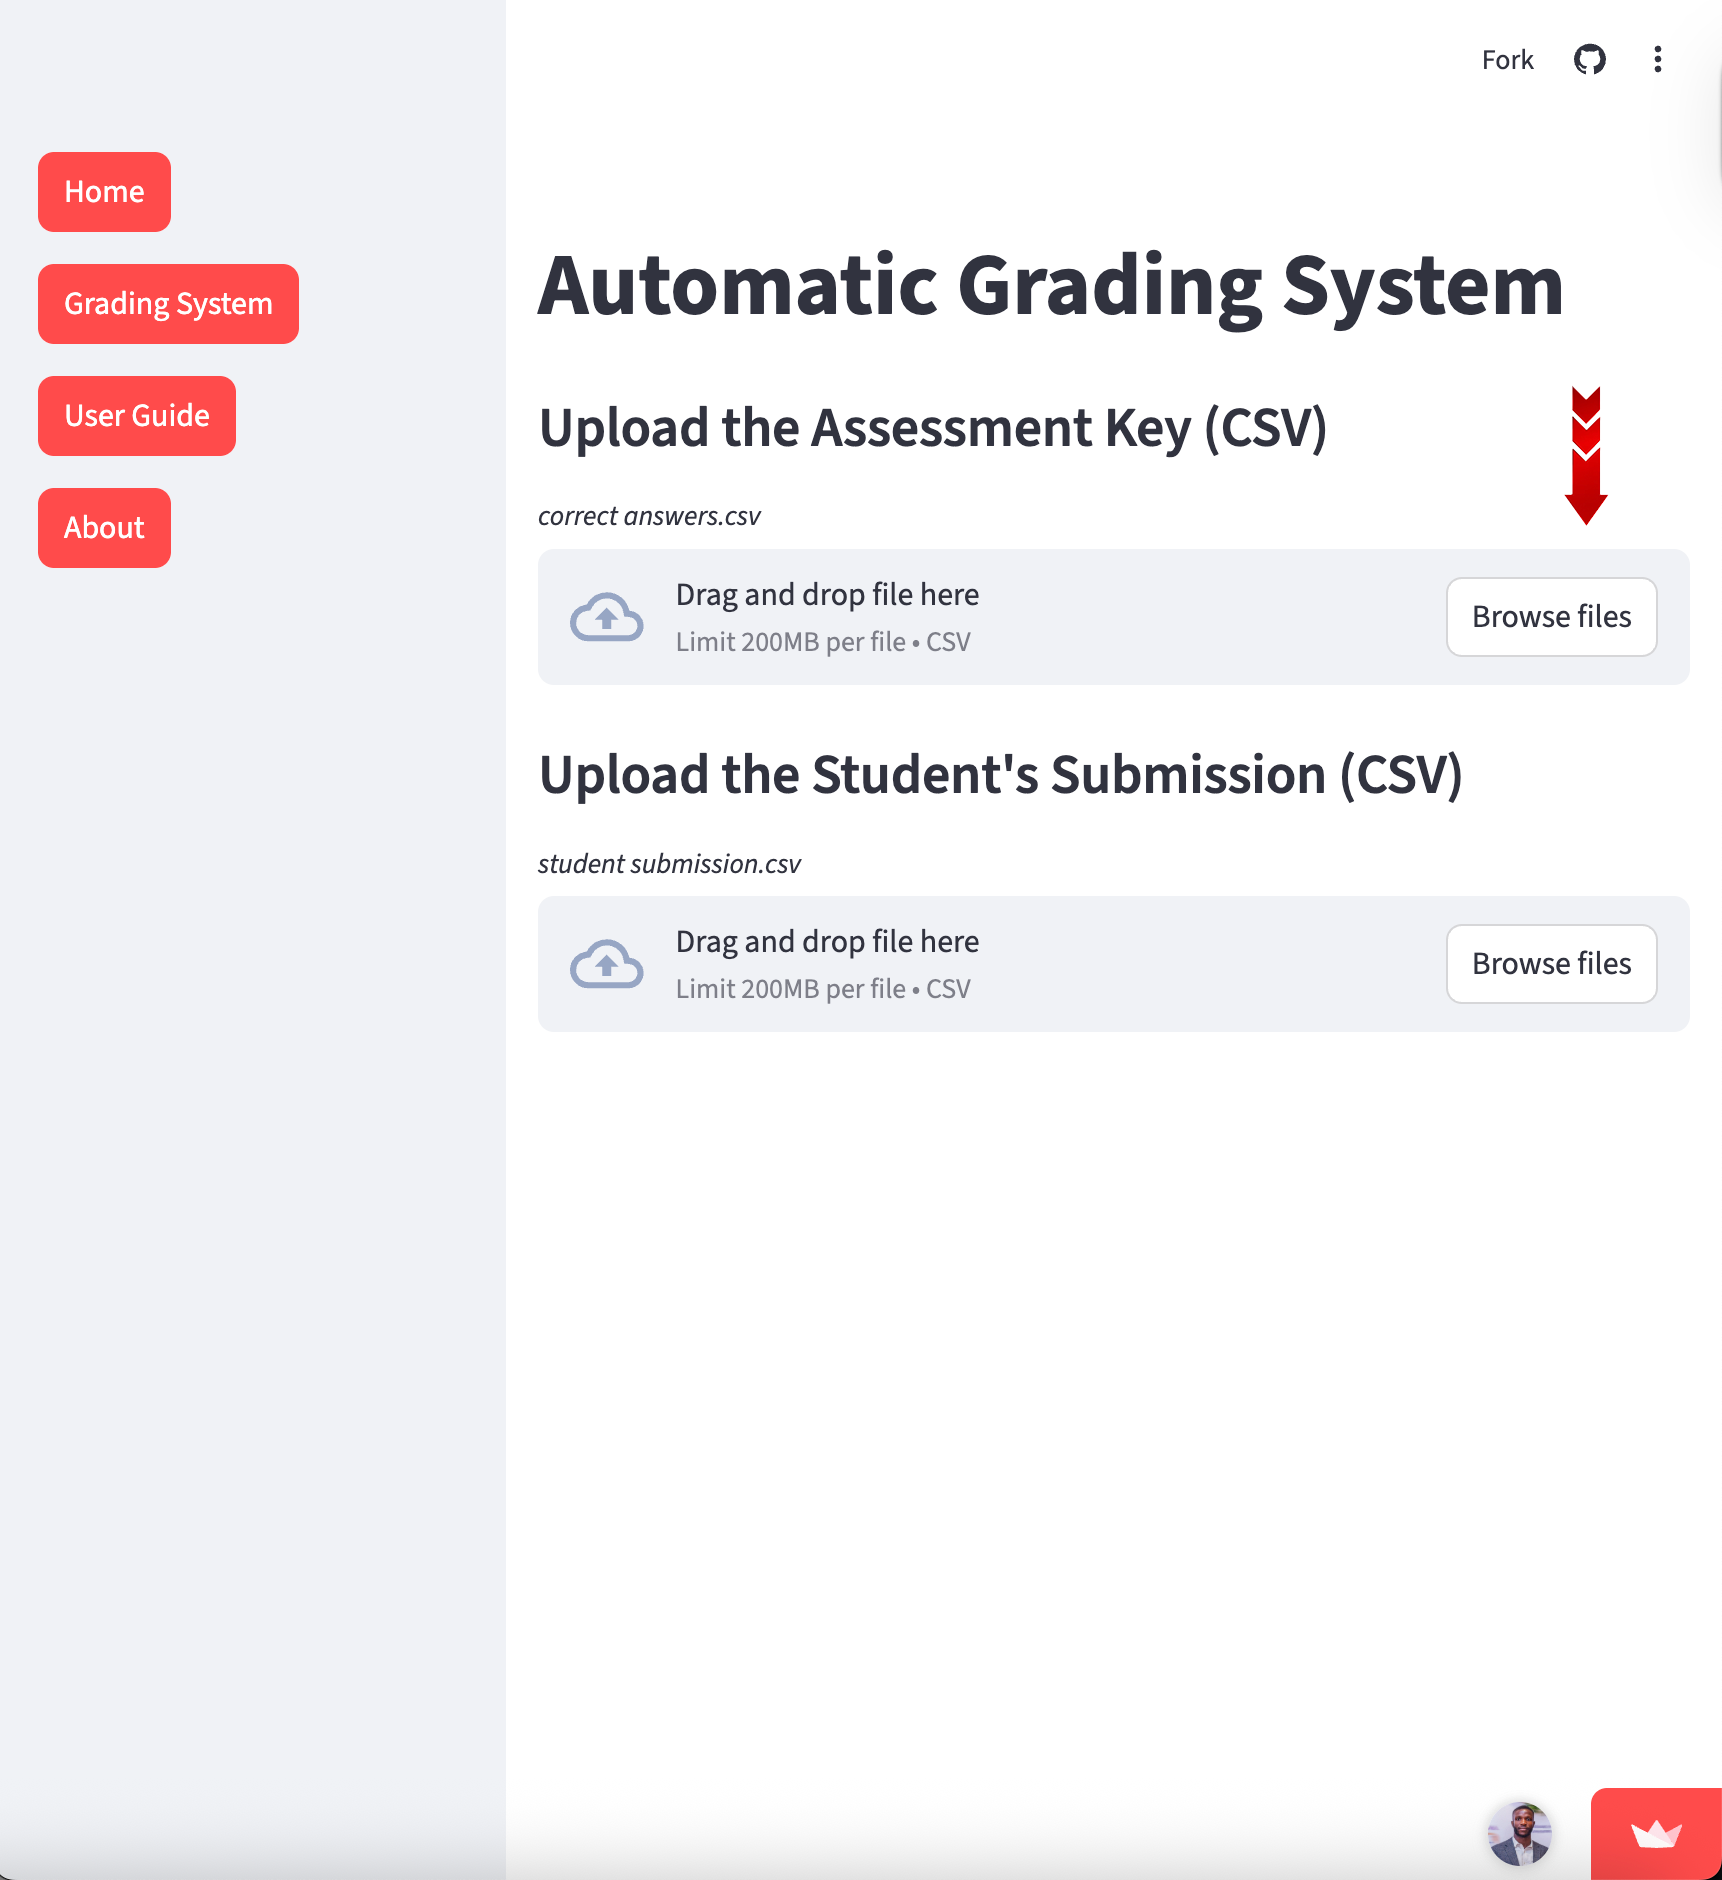 Fork
Home
Grading System
User Guide
About
Automatic Grading System
Upload the Assessment Key (CSV)
correct answers.csv
Drag and drop file here
Limit 200MB per file • CSV
Browse files
Upload the Student's Submission (CSV)
student submission.csv
Drag and drop file here
Limit 200MB per file • CSV
Browse files